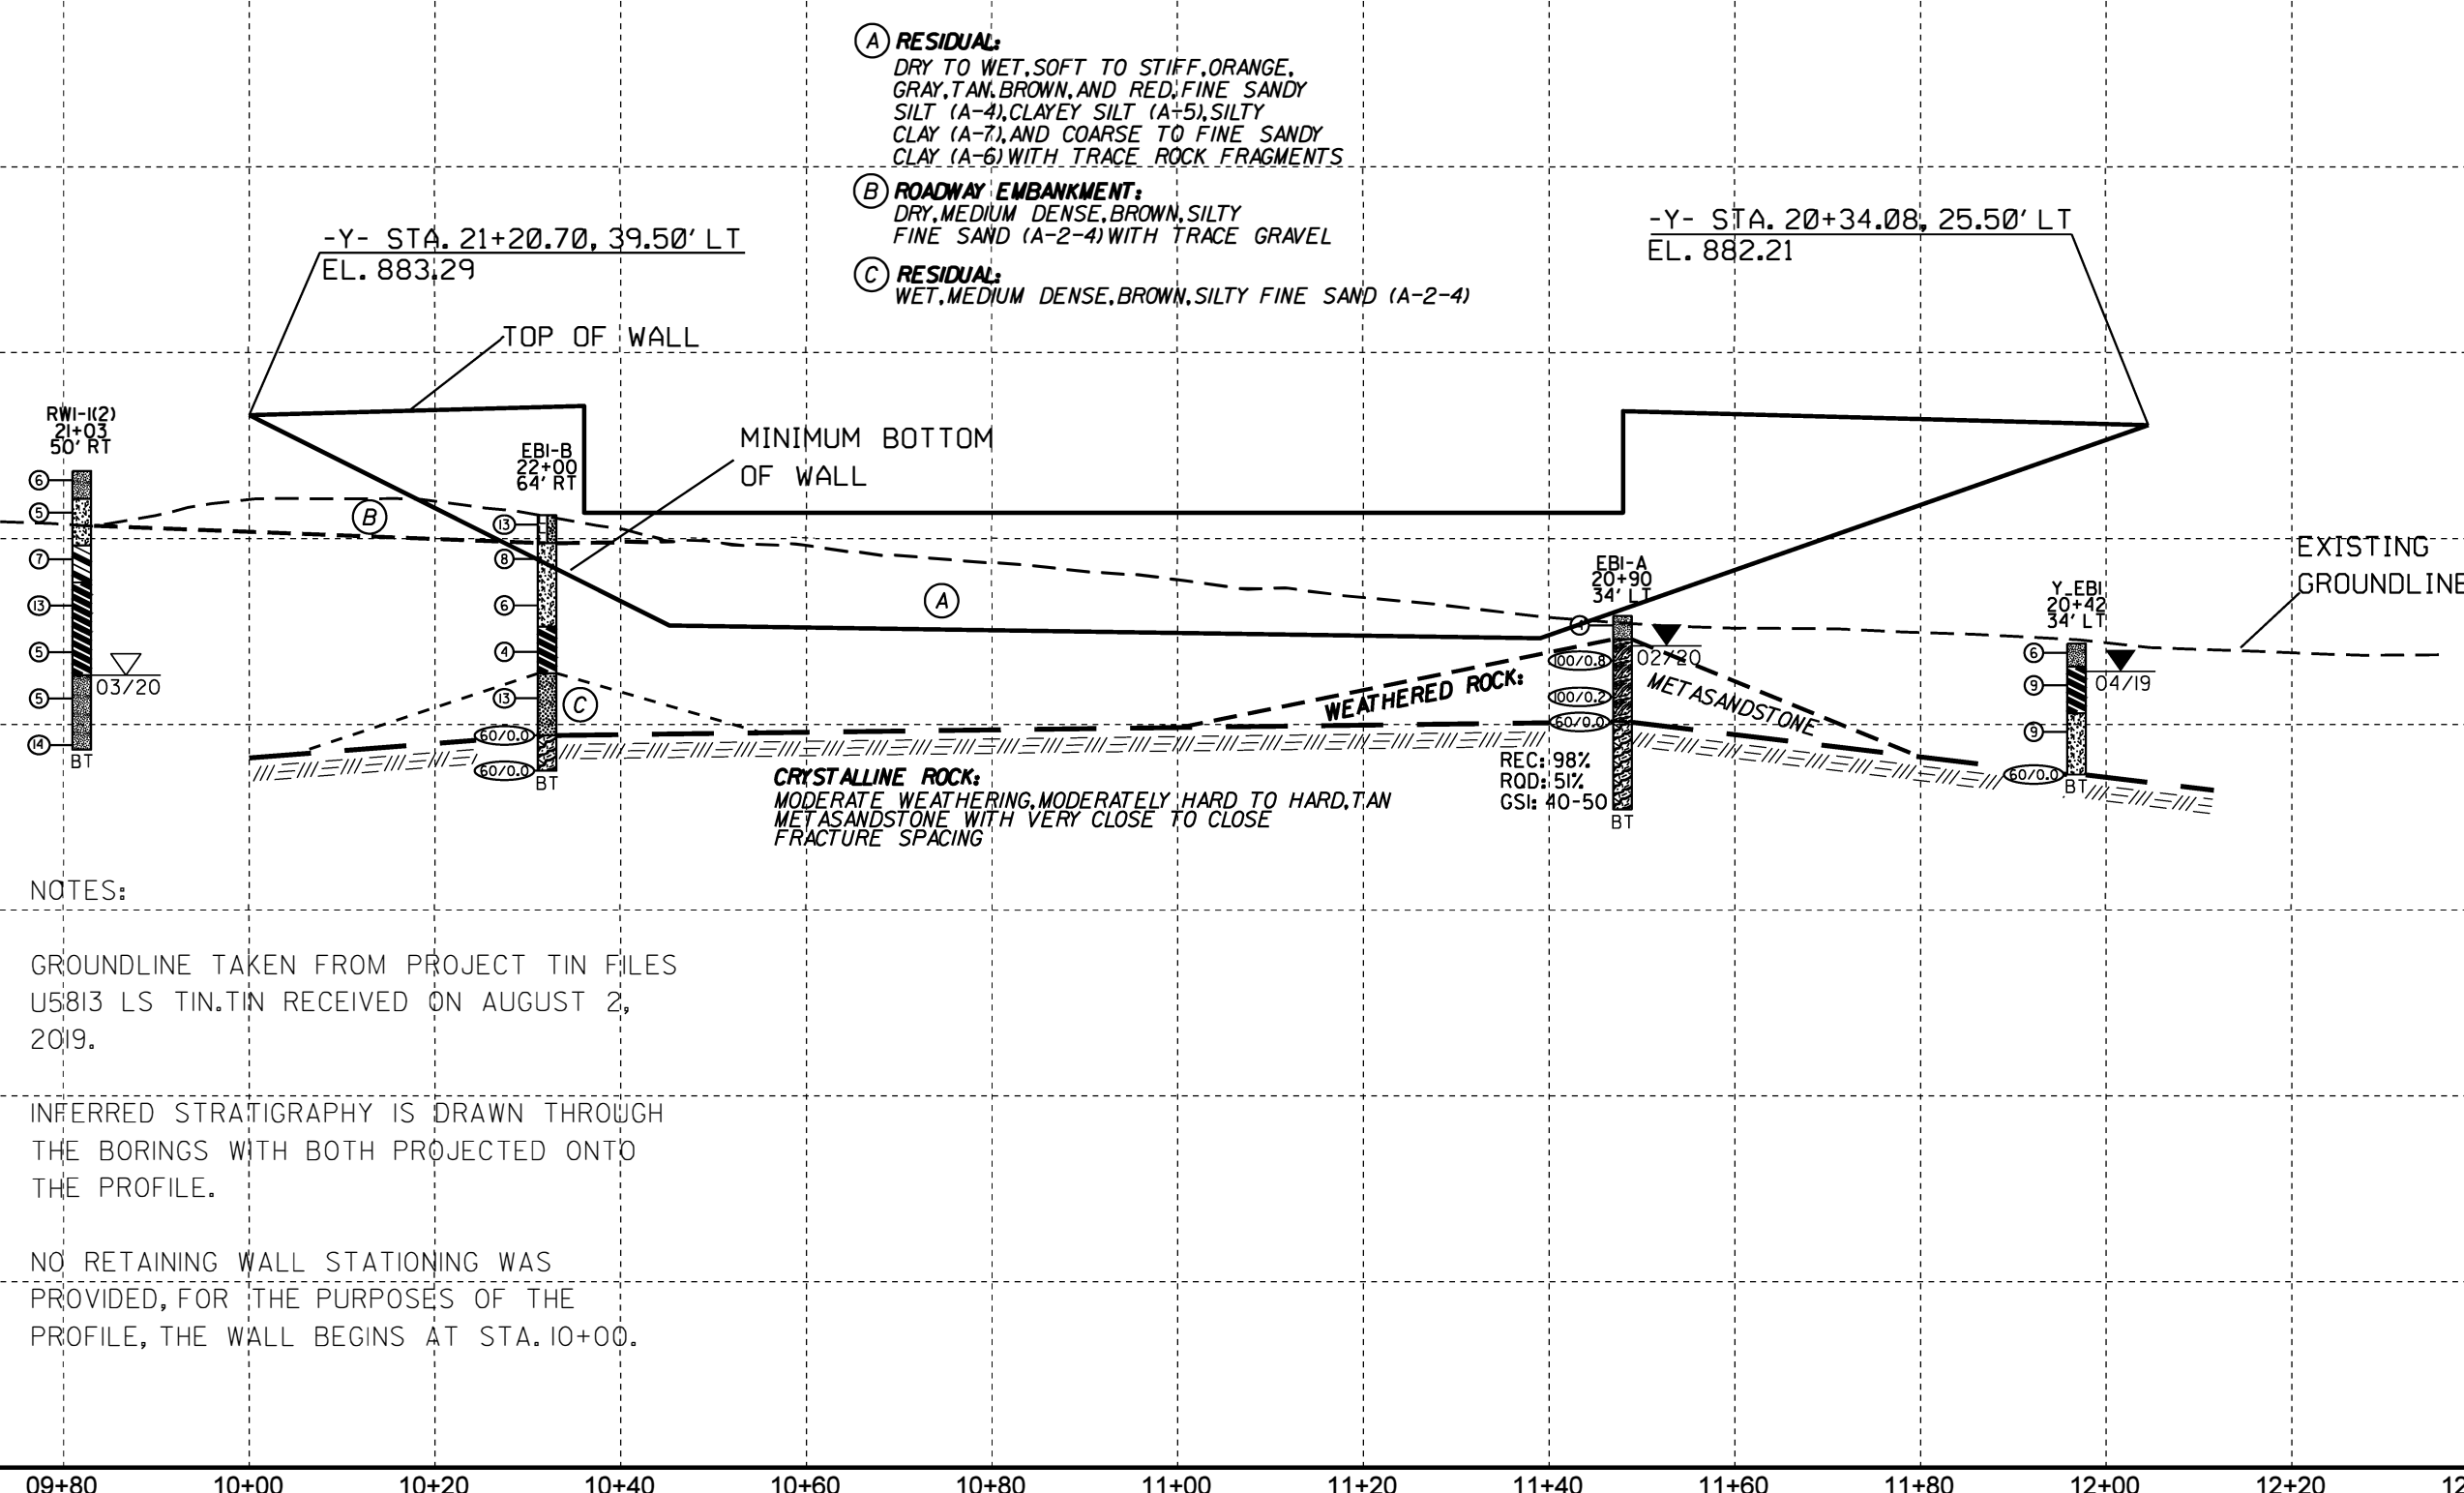 Ⓐ RESIDUAL:
DRY TO WET, SOFT TO STIFF, ORANGE,
GRAY, TAN, BROWN, AND RED, FINE SANDY
SILT (A-4), CLAYEY SILT (A-5), SILTY
CLAY (A-7), AND COARSE TO FINE SANDY
CLAY (A-6) WITH TRACE ROCK FRAGMENTS
Ⓑ ROADWAY EMBANKMENT:
DRY, MEDIUM DENSE, BROWN, SILTY
FINE SAND (A-2-4) WITH TRACE GRAVEL
Ⓒ RESIDUAL:
WET, MEDIUM DENSE, BROWN, SILTY FINE SAND (A-2-4)
-Y- STA. 21+20.70, 39.50' LT
EL. 883.29
-Y- STA. 20+34.08, 25.50' LT
EL. 882.21
TOP OF WALL
MINIMUM BOTTOM
OF WALL
RW1-1(2)
21+03
50' RT
6
5
7
13
5
5
14
BT
03/20
B
EB1-B
22+00
64' RT
13
8
6
4
13
60/0.0
60/0.0
BT
C
A
EB1-A
20+90
34' LT
4
100/0.8
100/0.2
60/0.0
02/20
REC: 98%
RQD: 51%
GSI: 40-50
BT
WEATHERED ROCK:
METASANDSTONE
Y_EB1
20+42
34' LT
6
9
9
60/0.0
BT
04/19
EXISTING
GROUNDLINE
CRYSTALLINE ROCK:
MODERATE WEATHERING, MODERATELY HARD TO HARD, TAN
METASANDSTONE WITH VERY CLOSE TO CLOSE
FRACTURE SPACING
NOTES:
GROUNDLINE TAKEN FROM PROJECT TIN FILES
U5813 LS TIN.TIN RECEIVED ON AUGUST 2,
2019.
INFERRED STRATIGRAPHY IS DRAWN THROUGH
THE BORINGS WITH BOTH PROJECTED ONTO
THE PROFILE.
NO RETAINING WALL STATIONING WAS
PROVIDED, FOR THE PURPOSES OF THE
PROFILE, THE WALL BEGINS AT STA. 10+00.
09+80 10+00 10+20 10+40 10+60 10+80 11+00 11+20 11+40 11+60 11+80 12+00 12+20